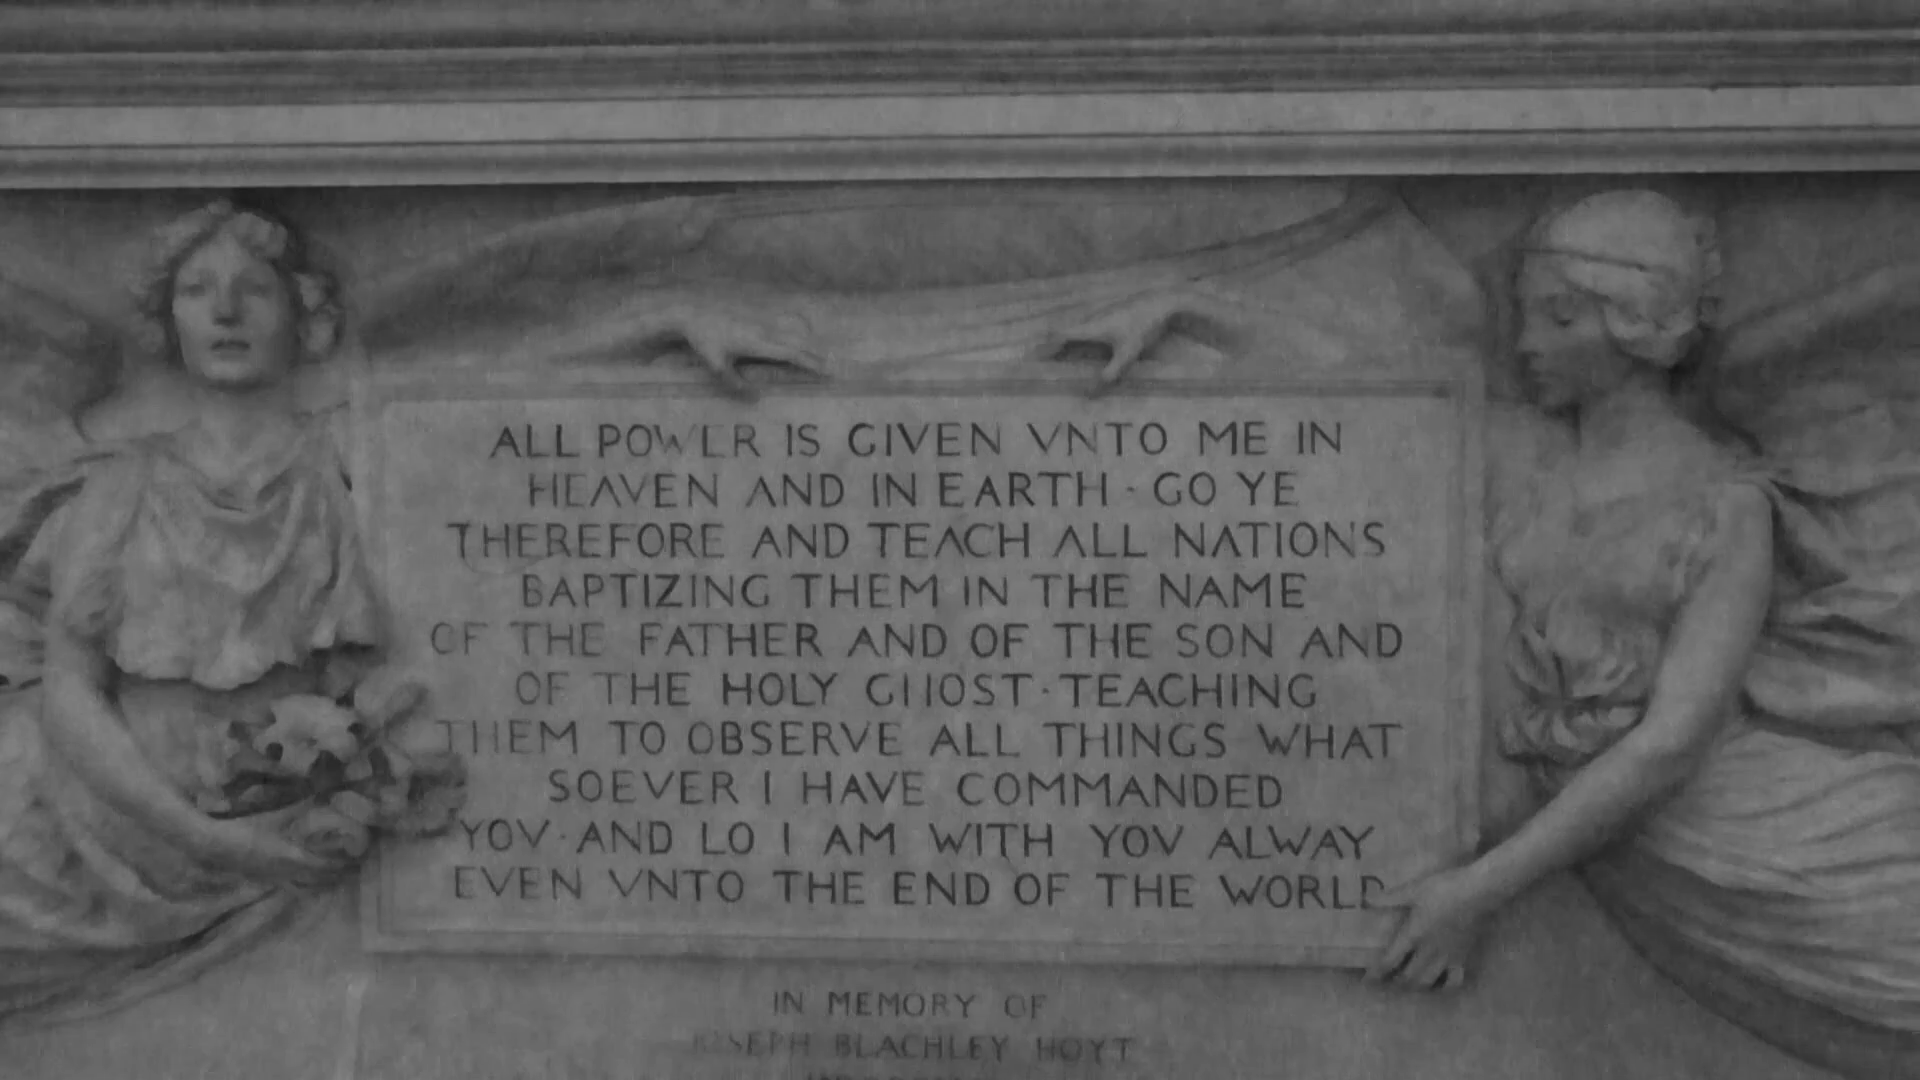 ALL POWER IS GIVEN VNTO ME IN
HEAVEN AND IN EARTH · GO YE
THEREFORE AND TEACH ALL NATIONS
BAPTIZING THEM IN THE NAME
OF THE FATHER AND OF THE SON AND
OF THE HOLY GHOST · TEACHING
THEM TO OBSERVE ALL THINGS WHAT
SOEVER I HAVE COMMANDED
YOV · AND LO I AM WITH YOV ALWAY
EVEN VNTO THE END OF THE WORLD
IN MEMORY OF
JOSEPH BLACHLEY HOYT